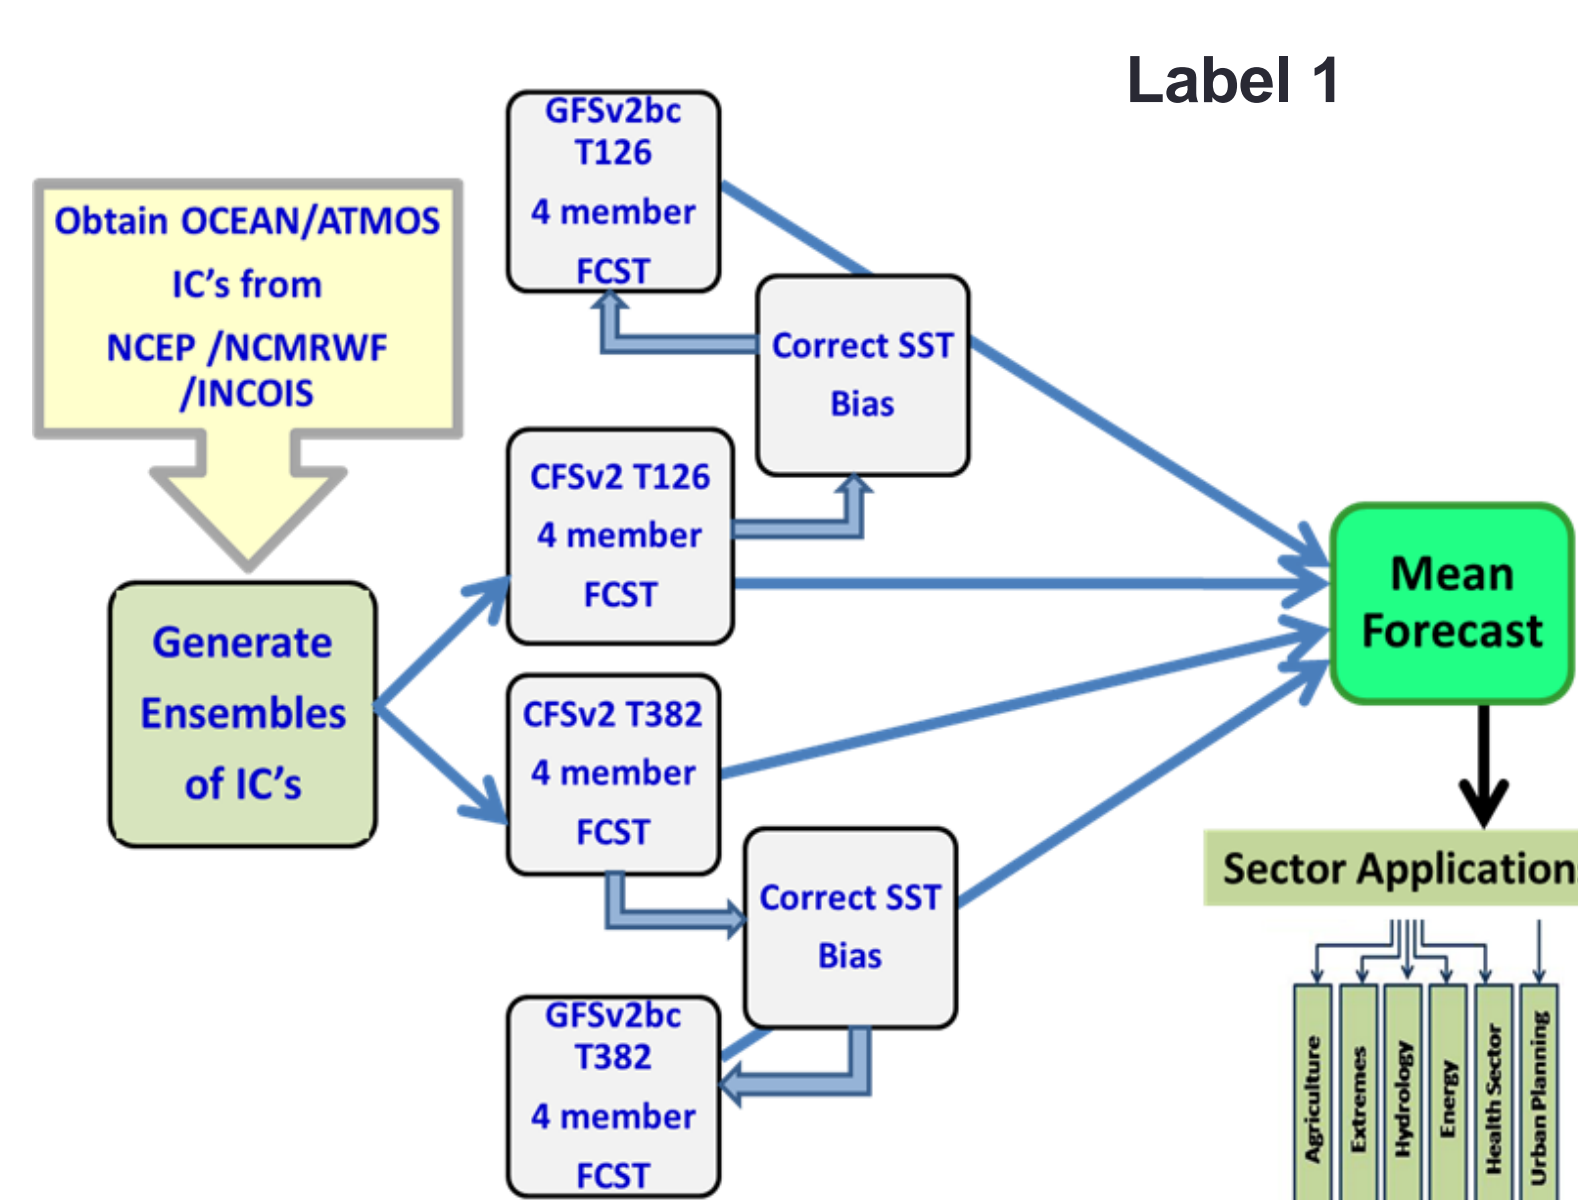 Label 1
Obtain OCEAN/ATMOS
IC's from
NCEP /NCMRWF
/INCOIS
Generate
Ensembles
of IC's
GFSv2bc
T126
4 member
FCST
Correct SST
Bias
CFSv2 T126
4 member
FCST
CFSv2 T382
4 member
FCST
Correct SST
Bias
GFSv2bc
T382
4 member
FCST
Mean
Forecast
Sector Applications
Agriculture
Extremes
Hydrology
Energy
Health Sector
Urban Planning